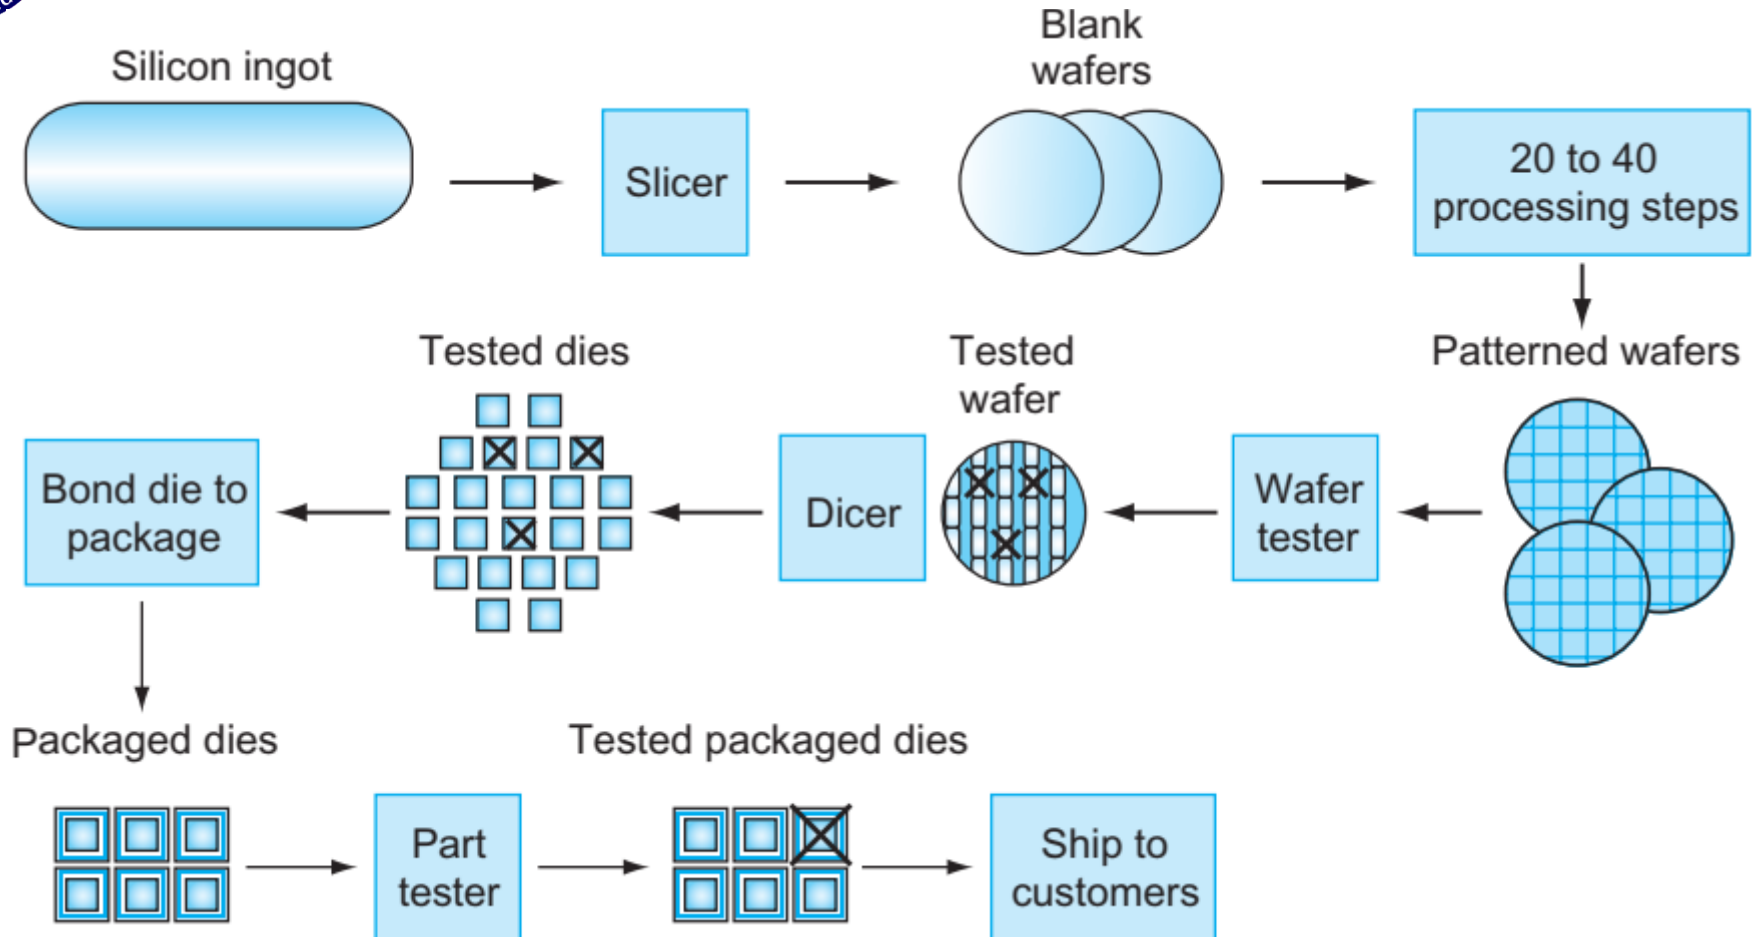 Silicon ingot
Blank
wafers
Slicer
20 to 40
processing steps
Tested dies
Tested
wafer
Patterned wafers
Bond die to
package
Dicer
Wafer
tester
Packaged dies
Tested packaged dies
Part
tester
Ship to
customers